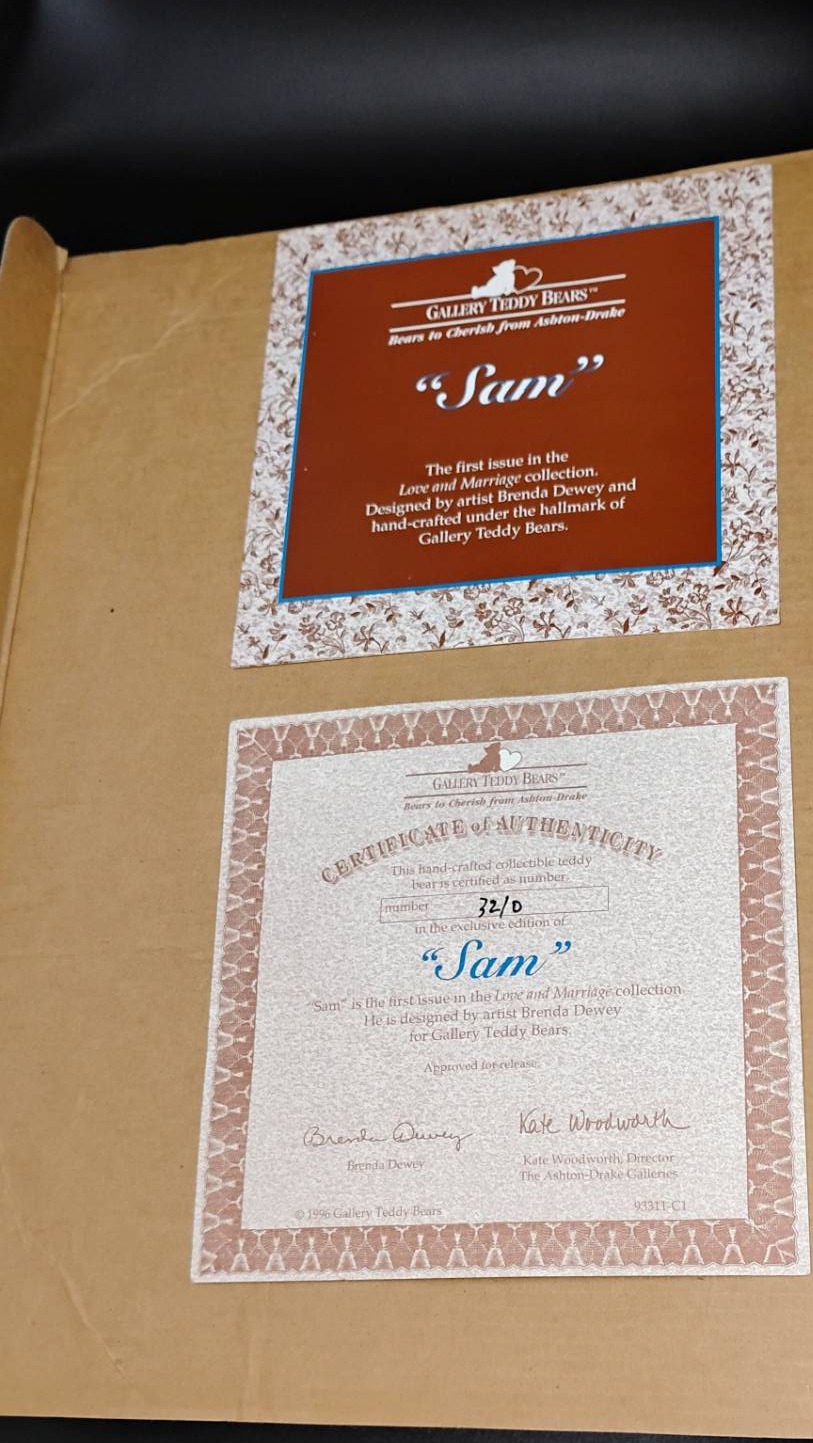 GALLERY TEDDY BEARS™
Bears to Cherish from Ashton-Drake
“Sam”
The first issue in the
Love and Marriage collection.
Designed by artist Brenda Dewey and
hand-crafted under the hallmark of
Gallery Teddy Bears.
GALLERY TEDDY BEARS™
Bears to Cherish from Ashton-Drake
CERTIFICATE of AUTHENTICITY
This hand-crafted collectible teddy
bear is certified as number.
number 32/0
in the exclusive edition of
“Sam”
“Sam” is the first issue in the Love and Marriage collection.
He is designed by artist Brenda Dewey
for Gallery Teddy Bears.
Approved for release,
Brenda Dewey Kate Woodworth
Brenda Dewey
Kate Woodworth, Director
The Ashton-Drake Galleries
© 1996 Gallery Teddy Bears
93311-C1